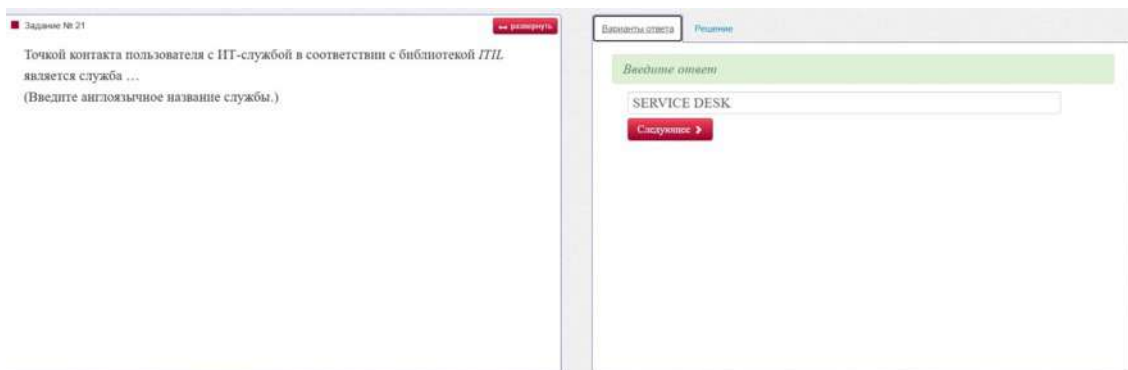 Задание № 21
развернуть
Точкой контакта пользователя с ИТ-службой в соответствии с библиотекой ITIL
является служба …
(Введите англоязычное название службы.)
Варианты ответа
Решение
Введите ответ
SERVICE DESK
Следующее